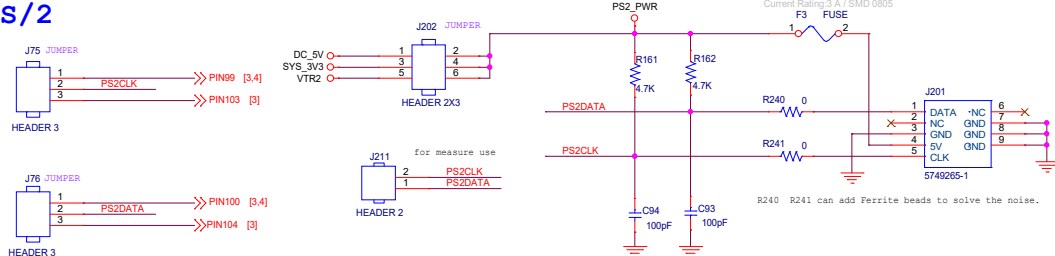 S/2
J75 JUMPER
1
2
3
PS2CLK
PIN99 [3,4]
PIN103 [3]
HEADER 3
J76 JUMPER
1
2
3
PS2DATA
PIN100 [3,4]
PIN104 [3]
HEADER 3
J202 JUMPER
DC_5V 1 2
SYS_3V3 3 4
VTR2 5 6
HEADER 2X3
J211
for measure use
2 PS2CLK
1 PS2DATA
HEADER 2
PS2_PWR
R161
4.7K
R162
4.7K
PS2DATA
PS2CLK
C94
100pF
C93
100pF
Current Rating:3 A / SMD 0805
F3 FUSE
1 2
R240 0
R241 0
J201
1 DATA NC 6
2 NC GND 7
3 GND GND 8
4 5V GND 9
5 CLK
5749265-1
R240 R241 can add Ferrite beads to solve the noise.